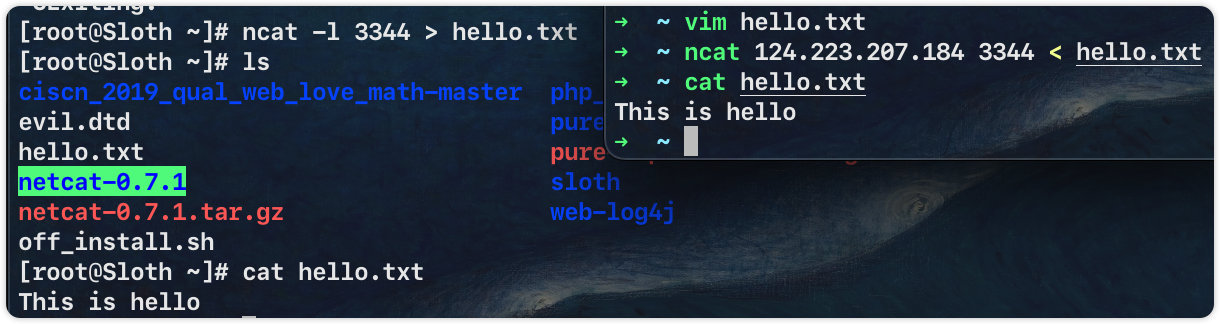 [root@Sloth ~]# ncat -l 3344 > hello.txt
[root@Sloth ~]# ls
ciscn_2019_qual_web_love_math-master php_
evil.dtd pure
hello.txt pure
netcat-0.7.1 sloth
netcat-0.7.1.tar.gz web-log4j
off_install.sh
[root@Sloth ~]# cat hello.txt
This is hello
→ ~ vim hello.txt
→ ~ ncat 124.223.207.184 3344 < hello.txt
→ ~ cat hello.txt
This is hello
→ ~